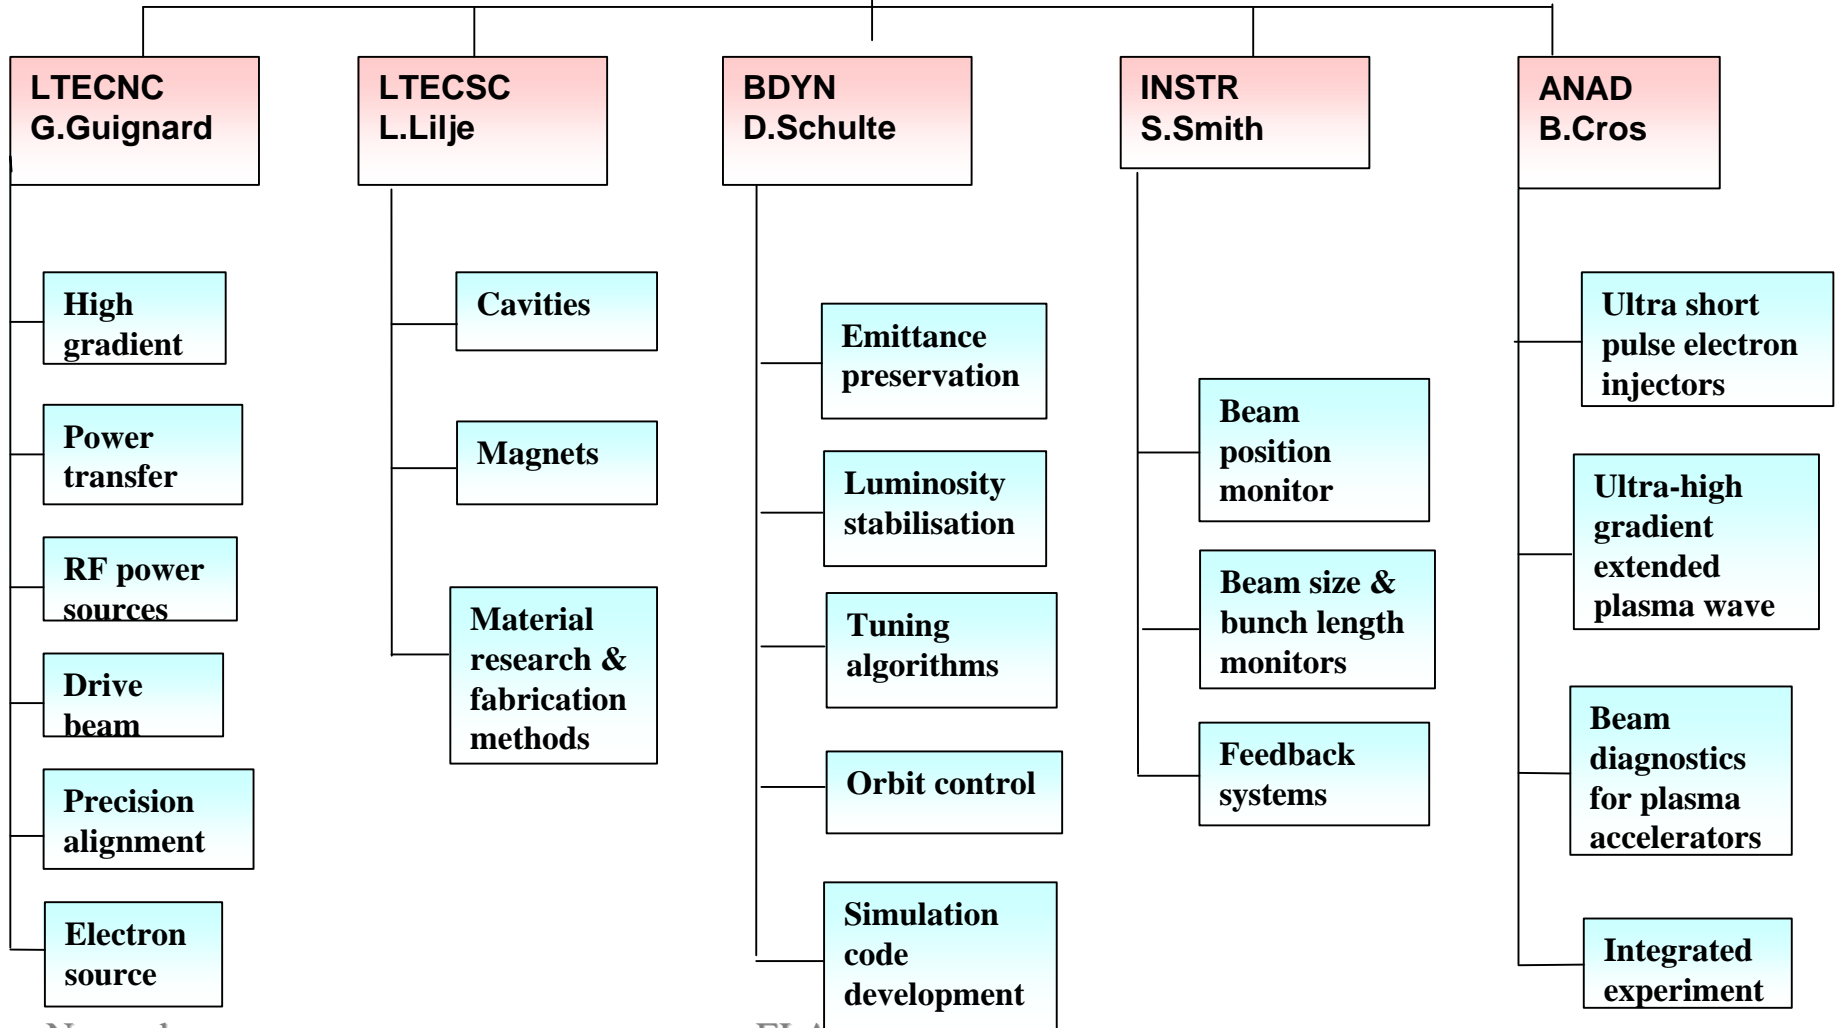 LTECNC
G.Guignard
LTECSC
L.Lilje
BDYN
D.Schulte
INSTR
S.Smith
ANAD
B.Cros
High
gradient
Power
transfer
RF power
sources
Drive
beam
Precision
alignment
Electron
source
Cavities
Magnets
Material
research &
fabrication
methods
Emittance
preservation
Luminosity
stabilisation
Tuning
algorithms
Orbit control
Simulation
code
development
Beam
position
monitor
Beam size &
bunch length
monitors
Feedback
systems
Ultra short
pulse electron
injectors
Ultra-high
gradient
extended
plasma wave
Beam
diagnostics
for plasma
accelerators
Integrated
experiment